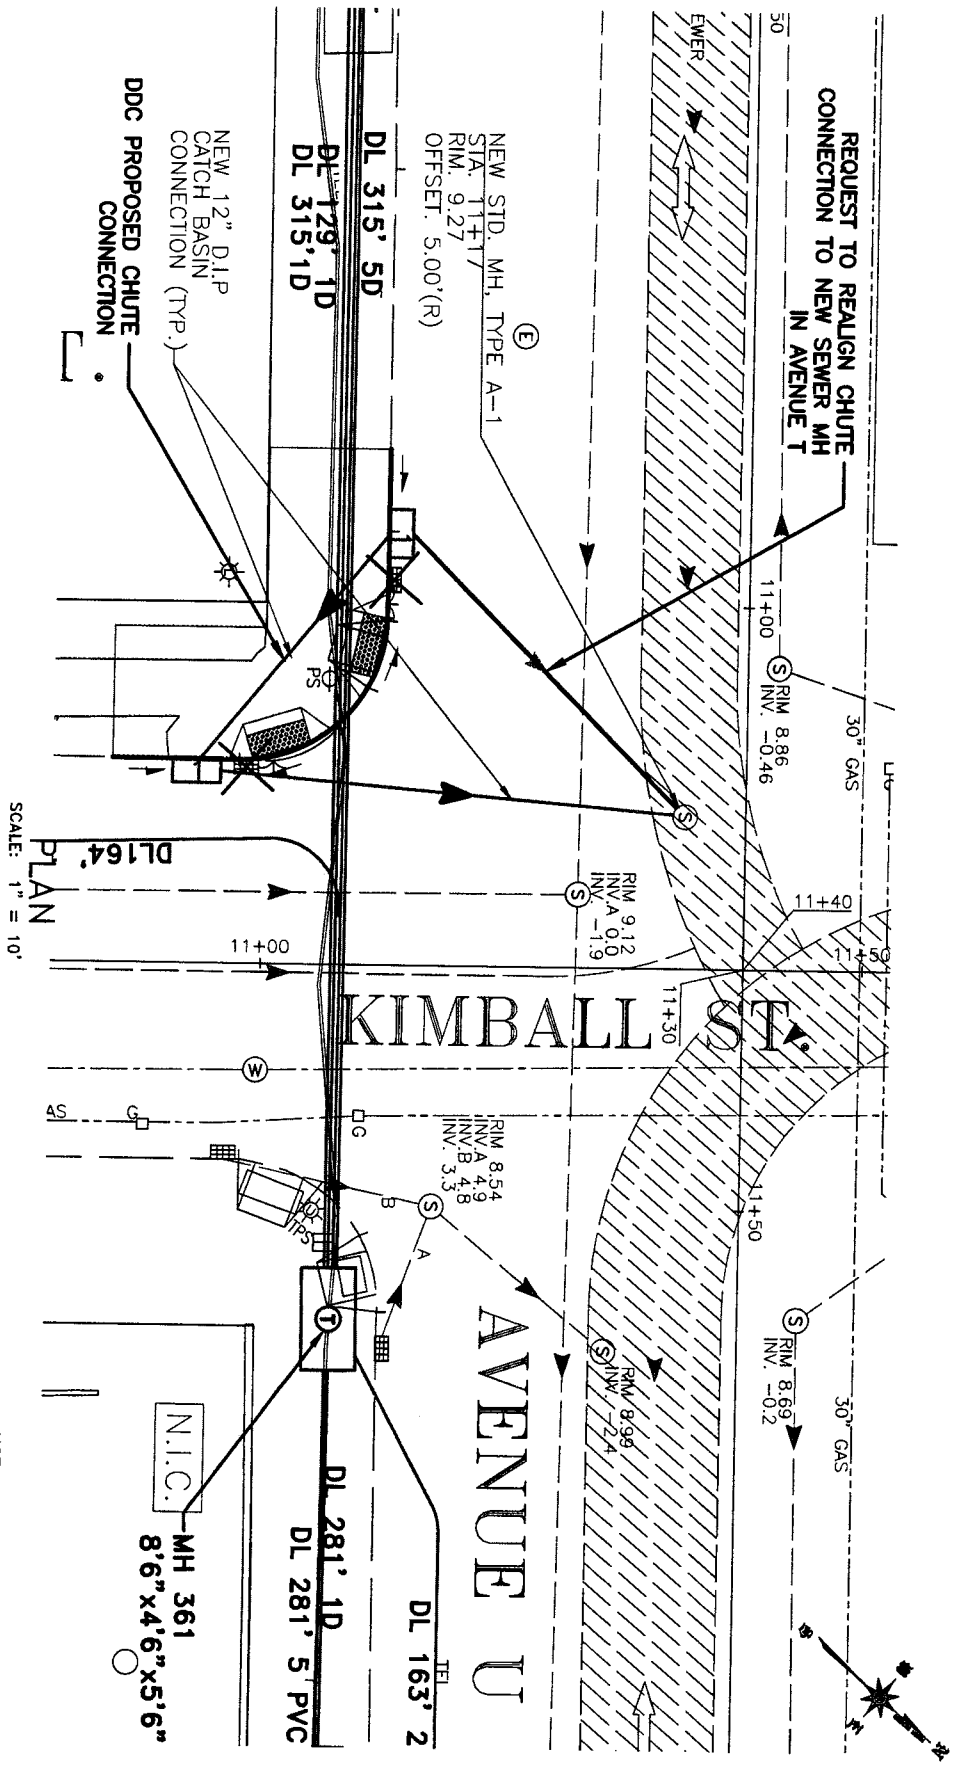 REQUEST TO REALIGN CHUTE
CONNECTION TO NEW SEWER MH
IN AVENUE T
EWER
50
NEW STD. MH, TYPE A-1
STA. 11+17
RIM. 9.27
OFFSET. 5.00'(R)
E
DL 315' 5D
DL 129' 1D
DL 315'1D
NEW 12" D.I.P
CATCH BASIN
CONNECTION (TYP.)
DDC PROPOSED CHUTE
CONNECTION
11+00
S
RIM 8.86
INV. -0.46
30" GAS
S
PS
RIM 9.12
INV.A 0.0
INV. -1.9
S
11+40
11+50
11+30
DL164'
PLAN
SCALE: 1" = 10'
11+00
KIMBALL ST.
W
AS
G
G
RIM 8.54
INV.A 4.9
INV.B 4.8
INV. 3.3
S
B
A
TPS
T
11+50
S
RIM 8.69
INV. -0.2
30" GAS
S
RIM 8.99
INV. -2.4
AVENUE U
N.I.C.
MH 361
8'6"x4'6"x5'6"
DL 281' 1D
DL 281' 5 PVC
DL 163' 2
TEL